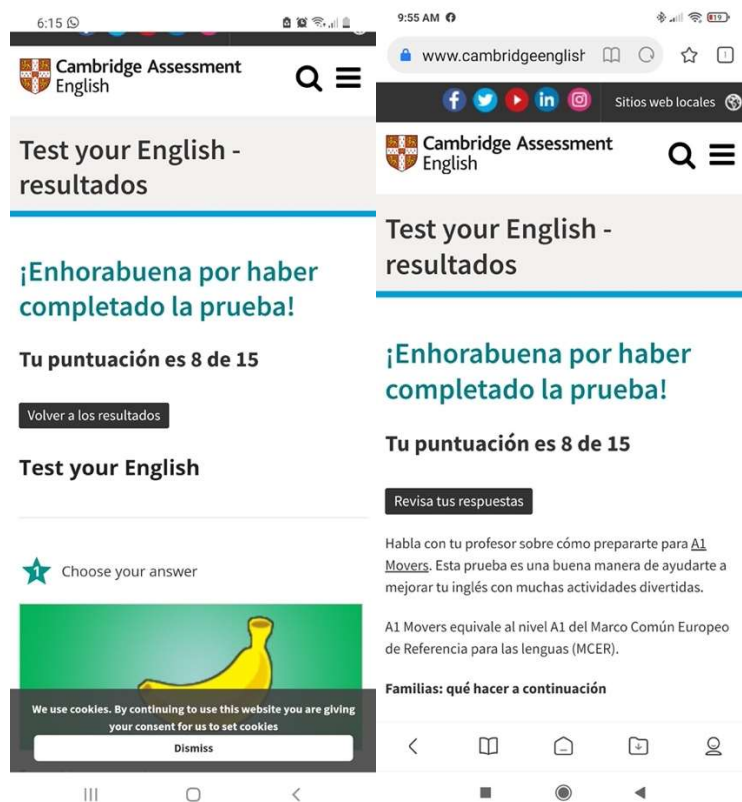 6:15
Cambridge Assessment
English
Test your English -
resultados
¡Enhorabuena por haber
completado la prueba!
Tu puntuación es 8 de 15
Volver a los resultados
Test your English
1 Choose your answer
We use cookies. By continuing to use this website you are giving
your consent for us to set cookies
Dismiss
9:55 AM
19
www.cambridgeenglish
1
Sitios web locales
Cambridge Assessment
English
Test your English -
resultados
¡Enhorabuena por haber
completado la prueba!
Tu puntuación es 8 de 15
Revisa tus respuestas
Habla con tu profesor sobre cómo prepararte para A1
Movers. Esta prueba es una buena manera de ayudarte a
mejorar tu inglés con muchas actividades divertidas.
A1 Movers equivale al nivel A1 del Marco Común Europeo
de Referencia para las lenguas (MCER).
Familias: qué hacer a continuación